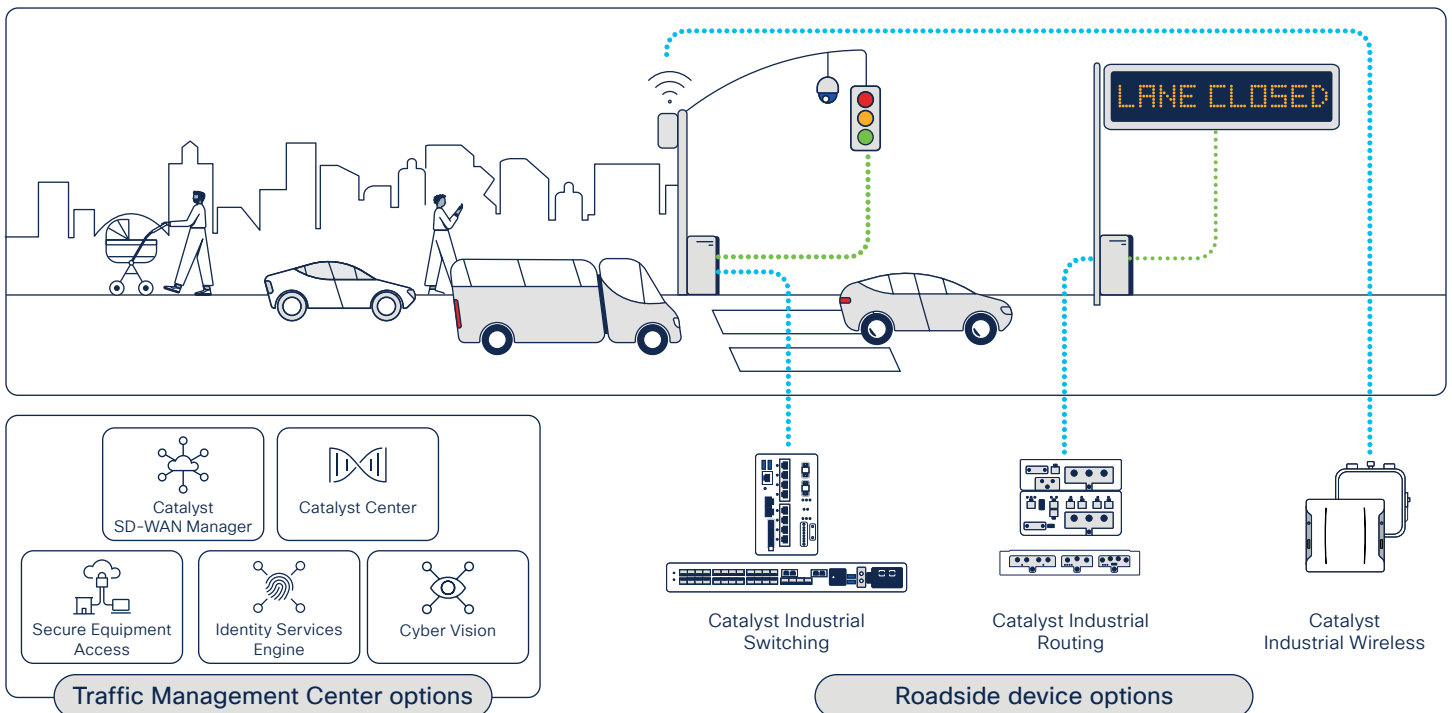 LANE CLOSED
Catalyst
SD-WAN Manager
Catalyst Center
Secure Equipment
Access
Identity Services
Engine
Cyber Vision
Traffic Management Center options
Catalyst Industrial
Switching
Catalyst Industrial
Routing
Catalyst
Industrial Wireless
Roadside device options